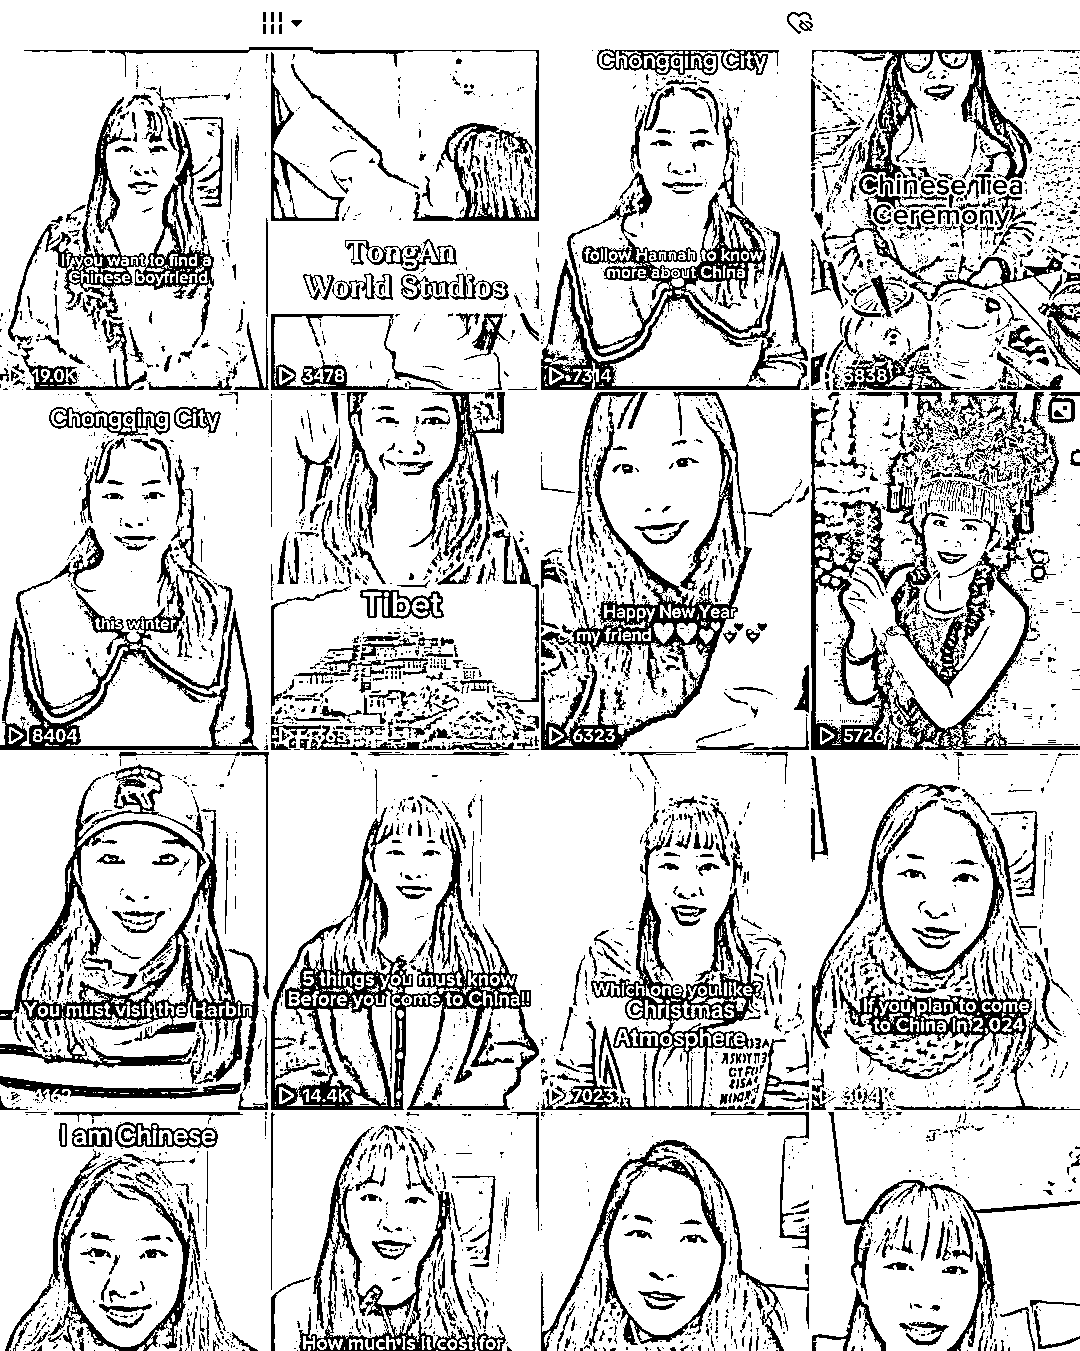 If you want to find a
Chinese boyfriend
19.0K
TongAn
World Studios
3478
Chongqing City
follow Hannah to know
more about China
7314
Chinese Tea
Ceremony
5858
Chongqing City
this winter
8404
Tibet
Happy New Year
my friend
6323
5726
You must visit the Harbin
4162
5 things you must know
Before you come to China!!
14.4K
Which one you like?
Christmas
Atmosphere
7023
If you plan to come
to China in 2024
30.4K
I am Chinese
How much is it cost for